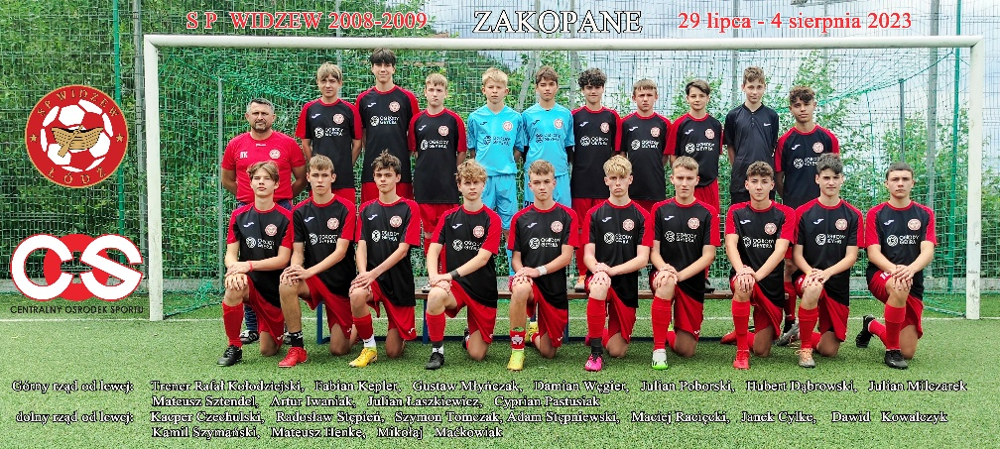 S P WIDZEW 2008-2009 ZAKOPANE 29 lipca - 4 sierpnia 2023
S P WIDZEW
ŁÓDŹ
RK
OGRODY GEYERA
COS
CENTRALNY OŚRODEK SPORTU
Górny rząd od lewej: Trener Rafał Kołodziejski, Fabian Kepler, Gustaw Młyńczak, Damian Węgier, Julian Poborski, Hubert Dąbrowski, Julian Milczarek
Mateusz Sztendel, Artur Iwaniak, Julian Łaszkiewicz, Cyprian Pastusiak
dolny rząd od lewej: Kacper Czechulski, Radosław Stępień, Szymon Tomczak, Adam Stępniewski, Maciej Racięcki, Janek Cylke, Dawid Kowalczyk
Kamil Szymański, Mateusz Henke, Mikołaj Maćkowiak